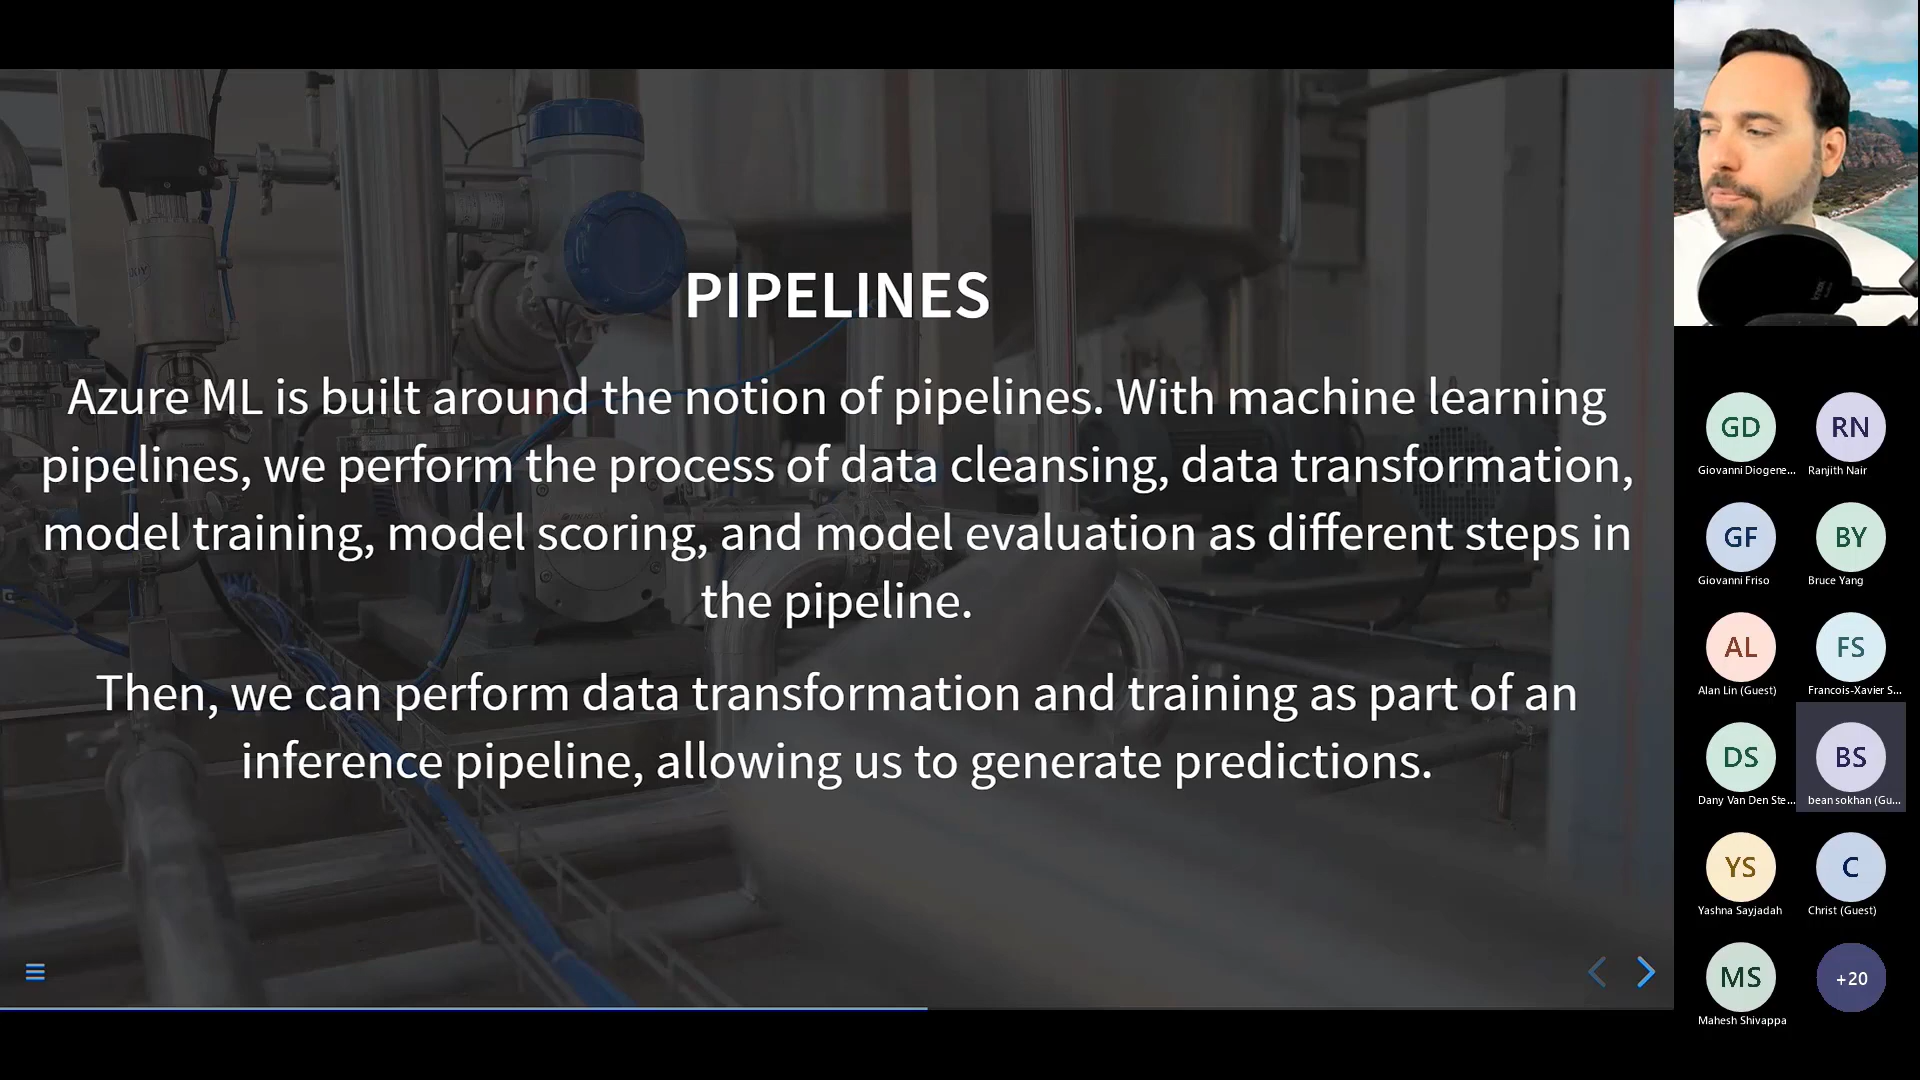 PIPELINES
Azure ML is built around the notion of pipelines. With machine learning
pipelines, we perform the process of data cleansing, data transformation,
model training, model scoring, and model evaluation as different steps in
the pipeline.
Then, we can perform data transformation and training as part of an
inference pipeline, allowing us to generate predictions.
GD
Giovanni Diogene...
RN
Ranjith Nair
GF
Giovanni Friso
BY
Bruce Yang
AL
Alan Lin (Guest)
FS
Francois-Xavier S...
DS
Dany Van Den Ste...
BS
bean sokhan (Gu...
YS
Yashna Sayjadah
C
Christ (Guest)
MS
Mahesh Shivappa
+20